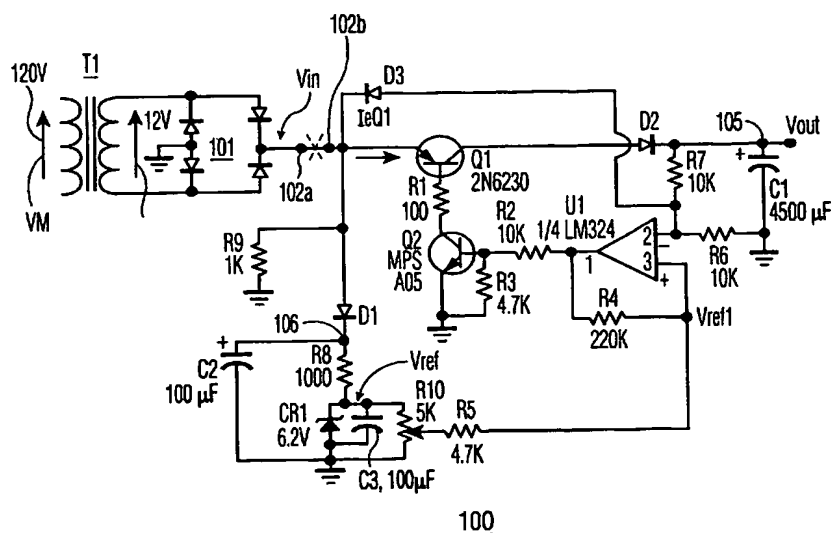 102b
T1
120V
Vin
D3
IeQ1
12V
101
105
Vout
D2
102a
Q1
2N6230
R7
10K
C1
4500 µF
VM
R1
100
U1
1/4 LM324
R2
10K
Q2
MPS
A05
1
2
−
3
+
R6
10K
R9
1K
R3
4.7K
R4
220K
Vref1
D1
106
+
C2
100 µF
R8
1000
Vref
R10
5K
R5
4.7K
CR1
6.2V
C3, 100µF
+
100